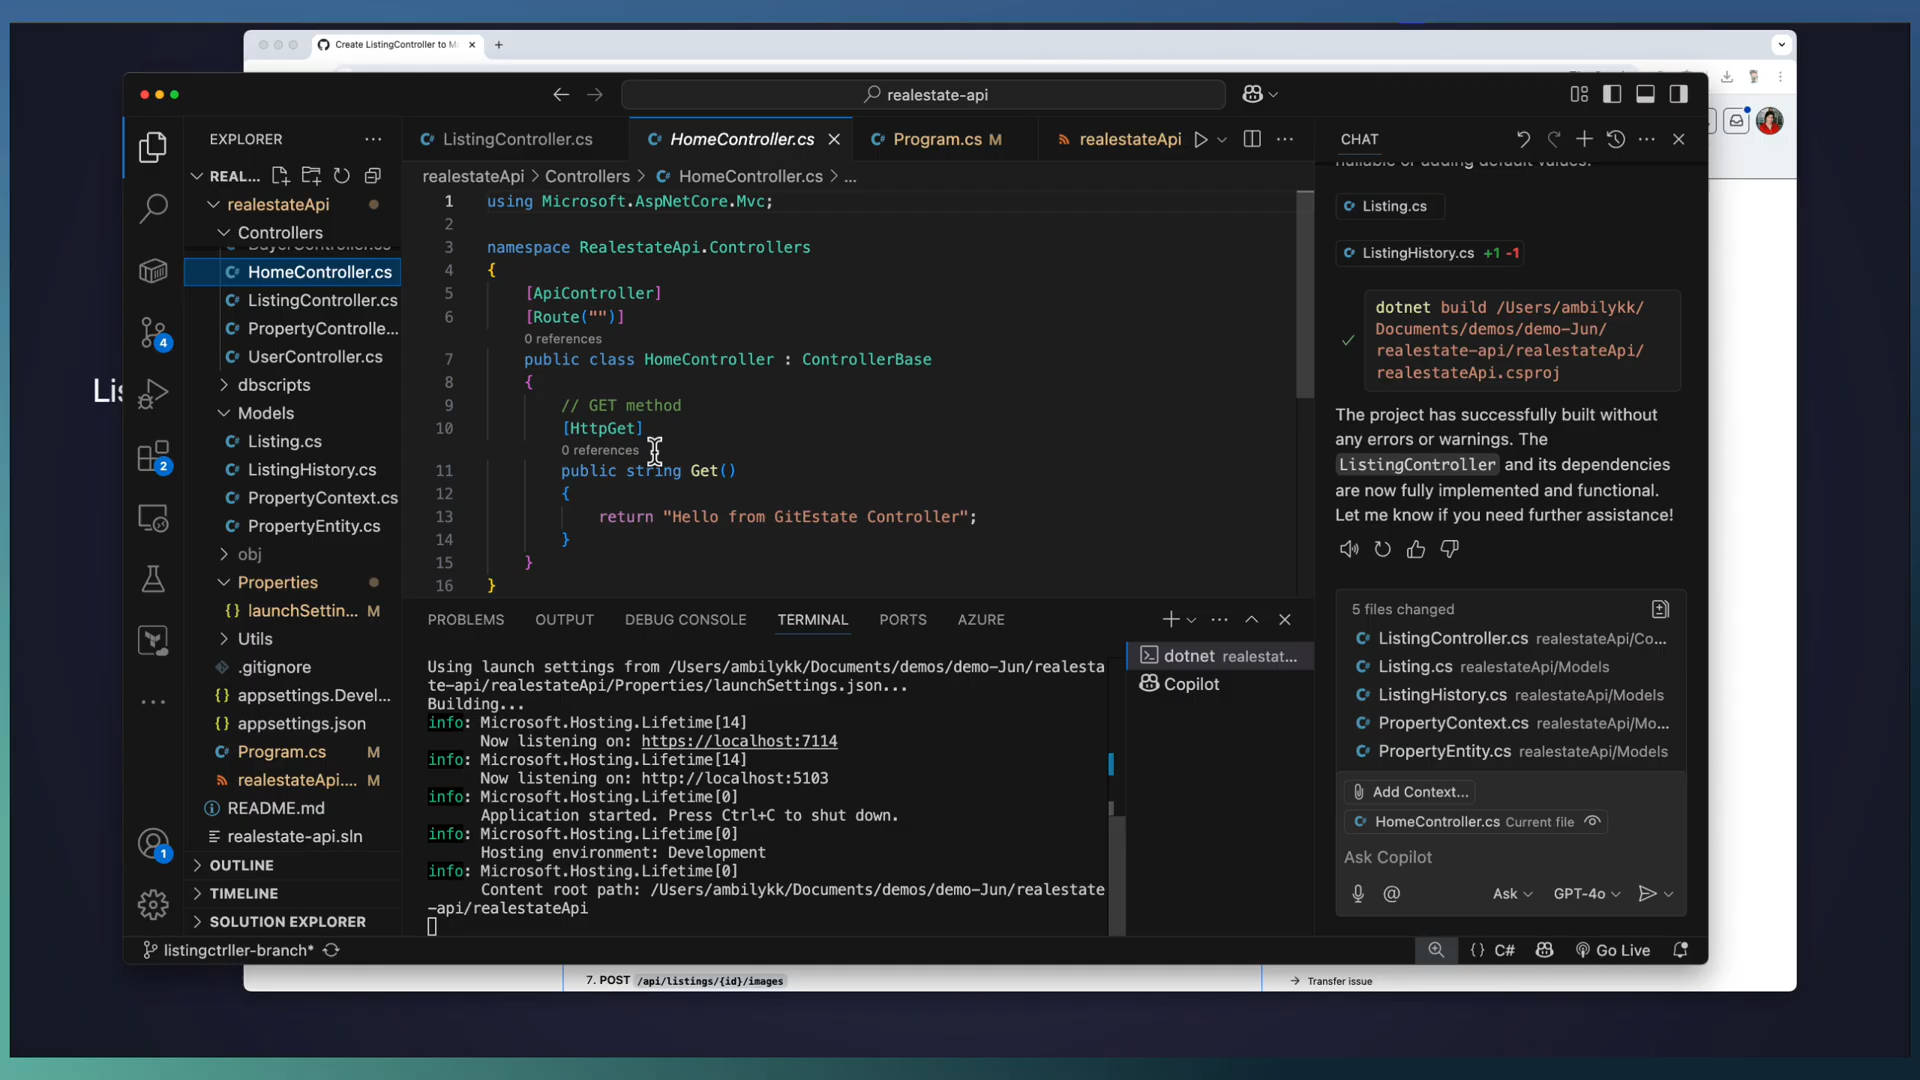 Create ListingController to M
realestate-api
Lis
EXPLORER
REAL...
realestateApi
Controllers
HomeController.cs
ListingController.cs
PropertyControlle...
UserController.cs
dbscripts
Models
Listing.cs
ListingHistory.cs
PropertyContext.cs
PropertyEntity.cs
obj
Properties
launchSettin... M
Utils
.gitignore
appsettings.Devel...
appsettings.json
Program.cs M
realestateApi.... M
README.md
realestate-api.sln
OUTLINE
TIMELINE
SOLUTION EXPLORER
4
2
1
ListingController.cs
HomeController.cs
Program.cs M
realestateApi
realestateApi > Controllers > HomeController.cs > ...
1 using Microsoft.AspNetCore.Mvc;
2
3 namespace RealestateApi.Controllers
4 {
5 [ApiController]
6 [Route("")]
0 references
7 public class HomeController : ControllerBase
8 {
9 // GET method
10 [HttpGet]
0 references
11 public string Get()
12 {
13 return "Hello from GitEstate Controller";
14 }
15 }
16 }
PROBLEMS OUTPUT DEBUG CONSOLE TERMINAL PORTS AZURE
Using launch settings from /Users/ambilykk/Documents/demos/demo-Jun/realesta
te-api/realestateApi/Properties/launchSettings.json...
Building...
info: Microsoft.Hosting.Lifetime[14]
Now listening on: https://localhost:7114
info: Microsoft.Hosting.Lifetime[14]
Now listening on: http://localhost:5103
info: Microsoft.Hosting.Lifetime[0]
Application started. Press Ctrl+C to shut down.
info: Microsoft.Hosting.Lifetime[0]
Hosting environment: Development
info: Microsoft.Hosting.Lifetime[0]
Content root path: /Users/ambilykk/Documents/demos/demo-Jun/realestate
-api/realestateApi
dotnet realestat...
Copilot
CHAT
nullable or adding default values.
Listing.cs
ListingHistory.cs +1 -1
dotnet build /Users/ambilykk/
Documents/demos/demo-Jun/
realestate-api/realestateApi/
realestateApi.csproj
The project has successfully built without
any errors or warnings. The
ListingController and its dependencies
are now fully implemented and functional.
Let me know if you need further assistance!
5 files changed
ListingController.cs realestateApi/Co...
Listing.cs realestateApi/Models
ListingHistory.cs realestateApi/Models
PropertyContext.cs realestateApi/Mo...
PropertyEntity.cs realestateApi/Models
Add Context...
HomeController.cs Current file
Ask Copilot
@ Ask GPT-4o
listingctrller-branch*
{ } C# Go Live
7. POST /api/listings/{id}/images
Transfer issue